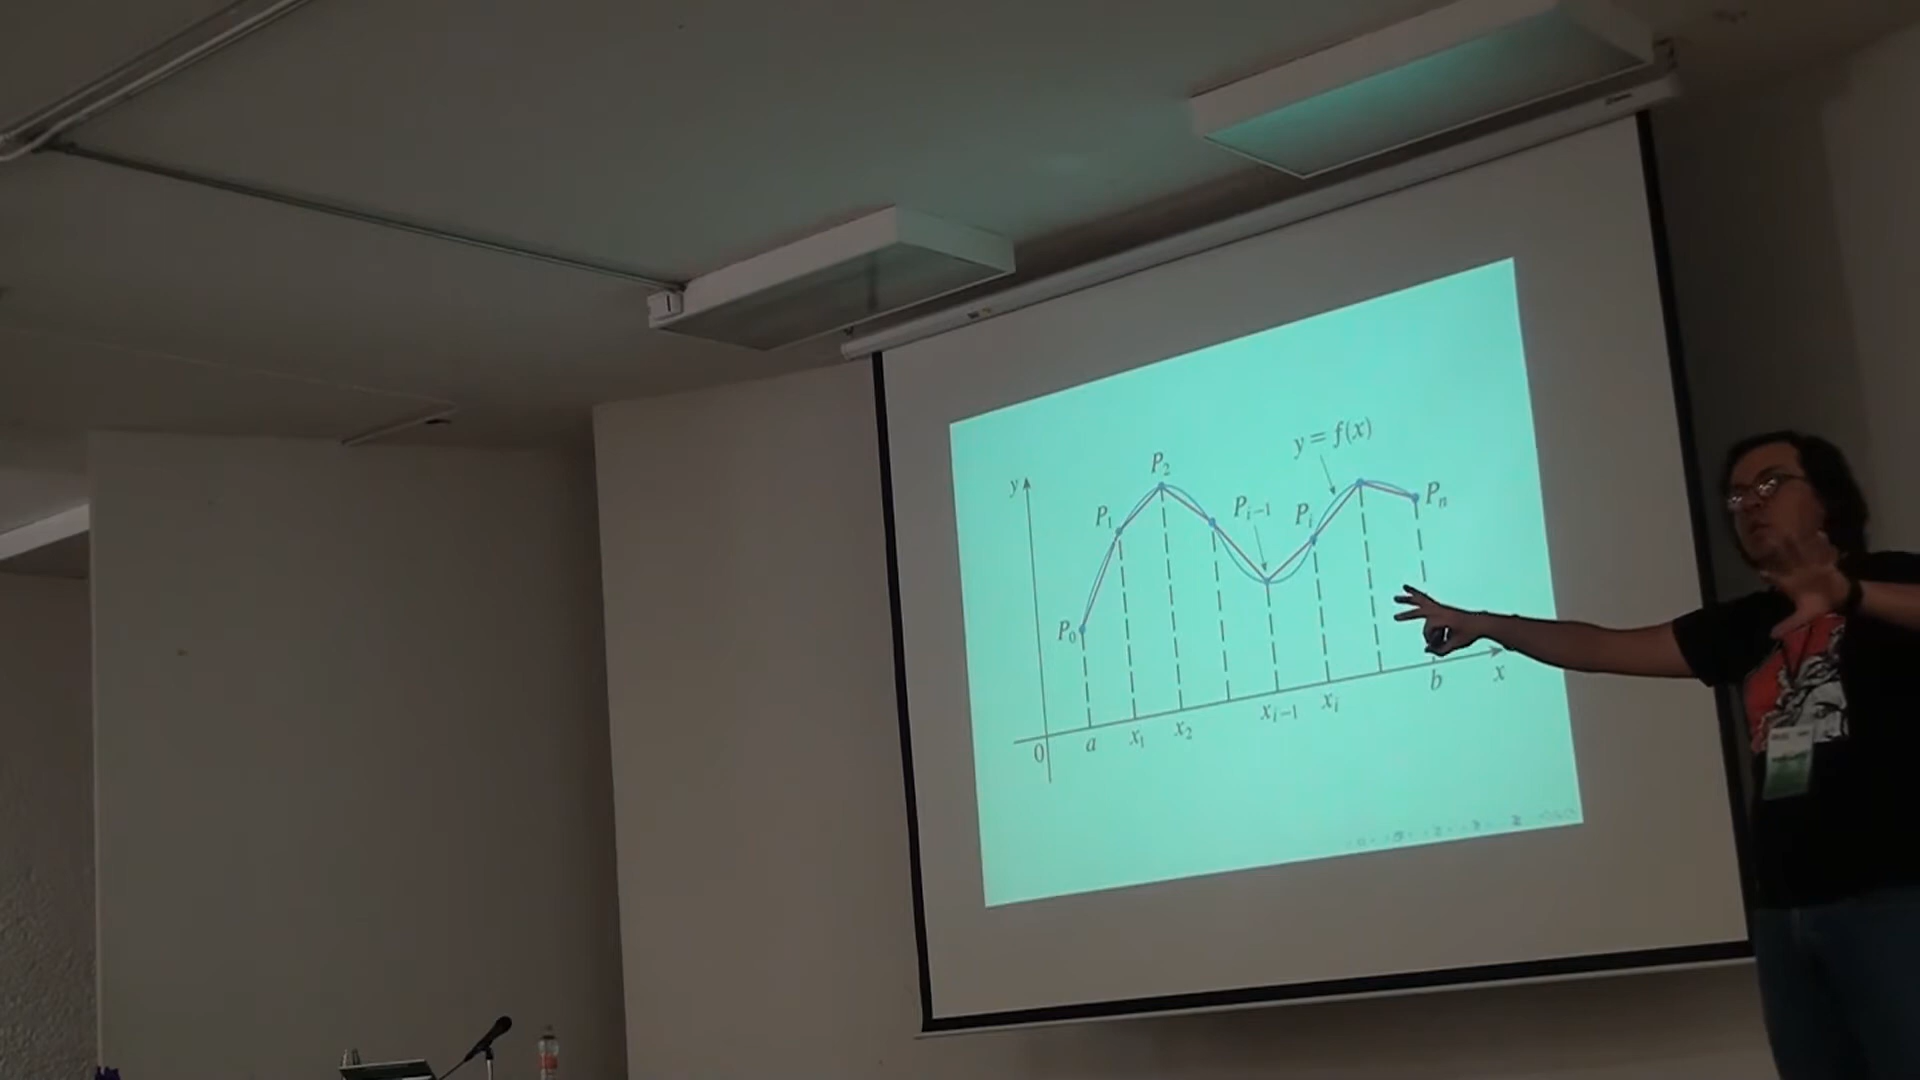 y = f(x)
P₂
y
Pᵢ₋₁
Pᵢ
Pₙ
P₁
P₀
0
a
x₁
x₂
xᵢ₋₁
xᵢ
b
x